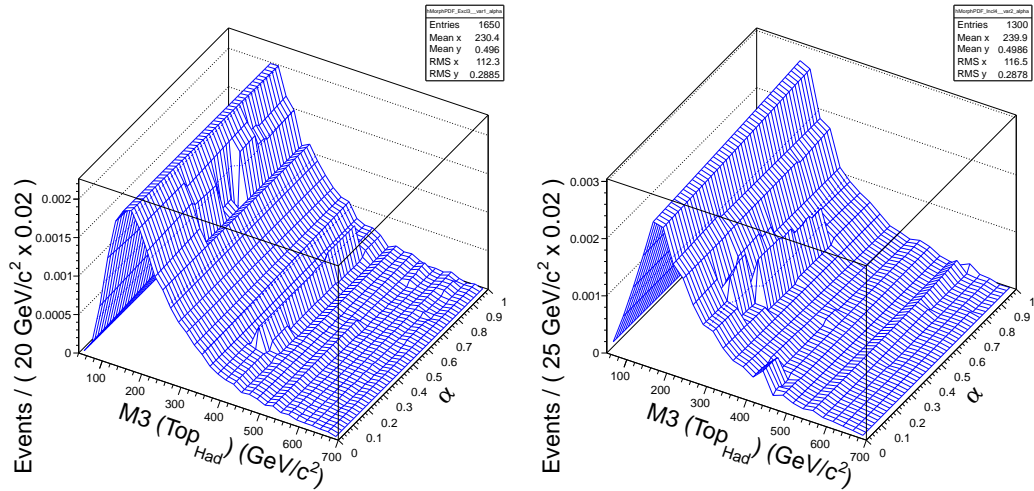 hMorphPDF_Excl3__var1_alpha
Entries 1650
Mean x 230.4
Mean y 0.496
RMS x 112.3
RMS y 0.2885
Events / ( 20 GeV/c² x 0.02 )
0.002
0.0015
0.001
0.0005
0
100
200
300
400
500
600
700
M3 (Top_Had) (GeV/c²)
0
0.1
0.2
0.3
0.4
0.5
0.6
0.7
0.8
0.9
1
α
hMorphPDF_Incl4__var2_alpha
Entries 1300
Mean x 239.9
Mean y 0.4986
RMS x 116.5
RMS y 0.2878
Events / ( 25 GeV/c² x 0.02 )
0.003
0.002
0.001
0
100
200
300
400
500
600
700
M3 (Top_Had) (GeV/c²)
0
0.1
0.2
0.3
0.4
0.5
0.6
0.7
0.8
0.9
1
α